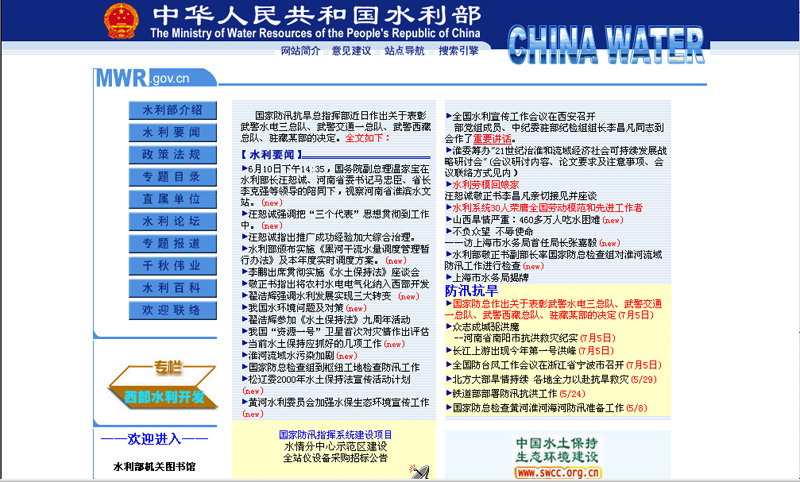 中华人民共和国水利部
The Ministry of Water Resources of the People's Republic of China
网站简介 意见建议 站点导航 搜索引擎
CHINA WATER
MWR.gov.cn
水利部介绍
水利要闻
政策法规
专题目录
直属单位
水利论坛
专题报道
千秋伟业
水利百科
欢迎联络
专栏
西部水利开发
——欢迎进入——
水利部机关图书馆
国家防汛抗旱总指挥部近日作出关于表彰
武警水电三总队、武警交通一总队、武警西藏
总队、驻藏某部的决定。全文如下：
【水利要闻】
6月10日下午14:35，国务院副总理温家宝在
水利部长汪恕诚、河南省委书记马忠臣、省长
李克强等领导的陪同下，视察河南省淮滨水文
站。(new)
汪恕诚强调把“三个代表”思想贯彻到工作
中。(new)
汪恕诚指出推广成功经验加大综合治理。
水利部颁布实施《黑河干流水量调度管理暂
行办法》及本年度实时调度方案。(new)
李鹏出席贯彻实施《水土保持法》座谈会
敬正书指出将农村水电电气化纳入西部开发
翟浩辉强调水利发展实现三大转变 (new)
我国水环境问题及对策(new)
翟浩辉参加《水土保持法》九周年活动
我国“资源一号”卫星首次对灾情作出评估
当前水土保持应抓好的几项工作(new)
淮河流域水污染加剧(new)
国家防总检查组到枢纽工地检查防汛工作
松辽委2000年水土保持法宣传活动计划
(new)
黄河水利委员会加强水保生态环境宣传工作
(new)
国家防汛指挥系统建设项目
水情分中心示范区建设
全站仪设备采购招标公告
全国水利宣传工作会议在西安召开
部党组成员、中纪委驻部纪检组组长李昌凡同志到
会作了重要讲话。
淮委筹办“21世纪治淮和流域经济社会可持续发展战
略研讨会”(会议研讨内容、论文要求及注意事项、会
议联络方式见内)
水利劳模回娘家
汪恕诚敬正书李昌凡亲切接见并座谈
水利系统30人荣膺全国劳动模范和先进工作者
山西旱情严重：460多万人吃水困难(new)
不负众望 不辱使命
——访上海市水务局首任局长张嘉毅(new)
水利部敬正书副部长率国家防总检查组对淮河流域
防汛工作进行检查(new)
上海市水务局揭牌
防汛抗旱
国家防总作出关于表彰武警水电三总队、武警交通
一总队、武警西藏总队、驻藏某部的决定(7月5日)
众志成城驱洪魔
--河南省南阳市抗洪救灾纪实(7月5日)
长江上游出现今年第一号洪峰(7月5日)
全国防台风工作会议在浙江省宁波市召开(7月5日)
北方大部旱情持续 各地全力以赴抗旱救灾(5/29)
铁道部部署防汛抗洪工作(5/24)
国家防总检查黄河淮河海河防汛准备工作(5/8)
中国水土保持
生态环境建设
www.swcc.org.cn